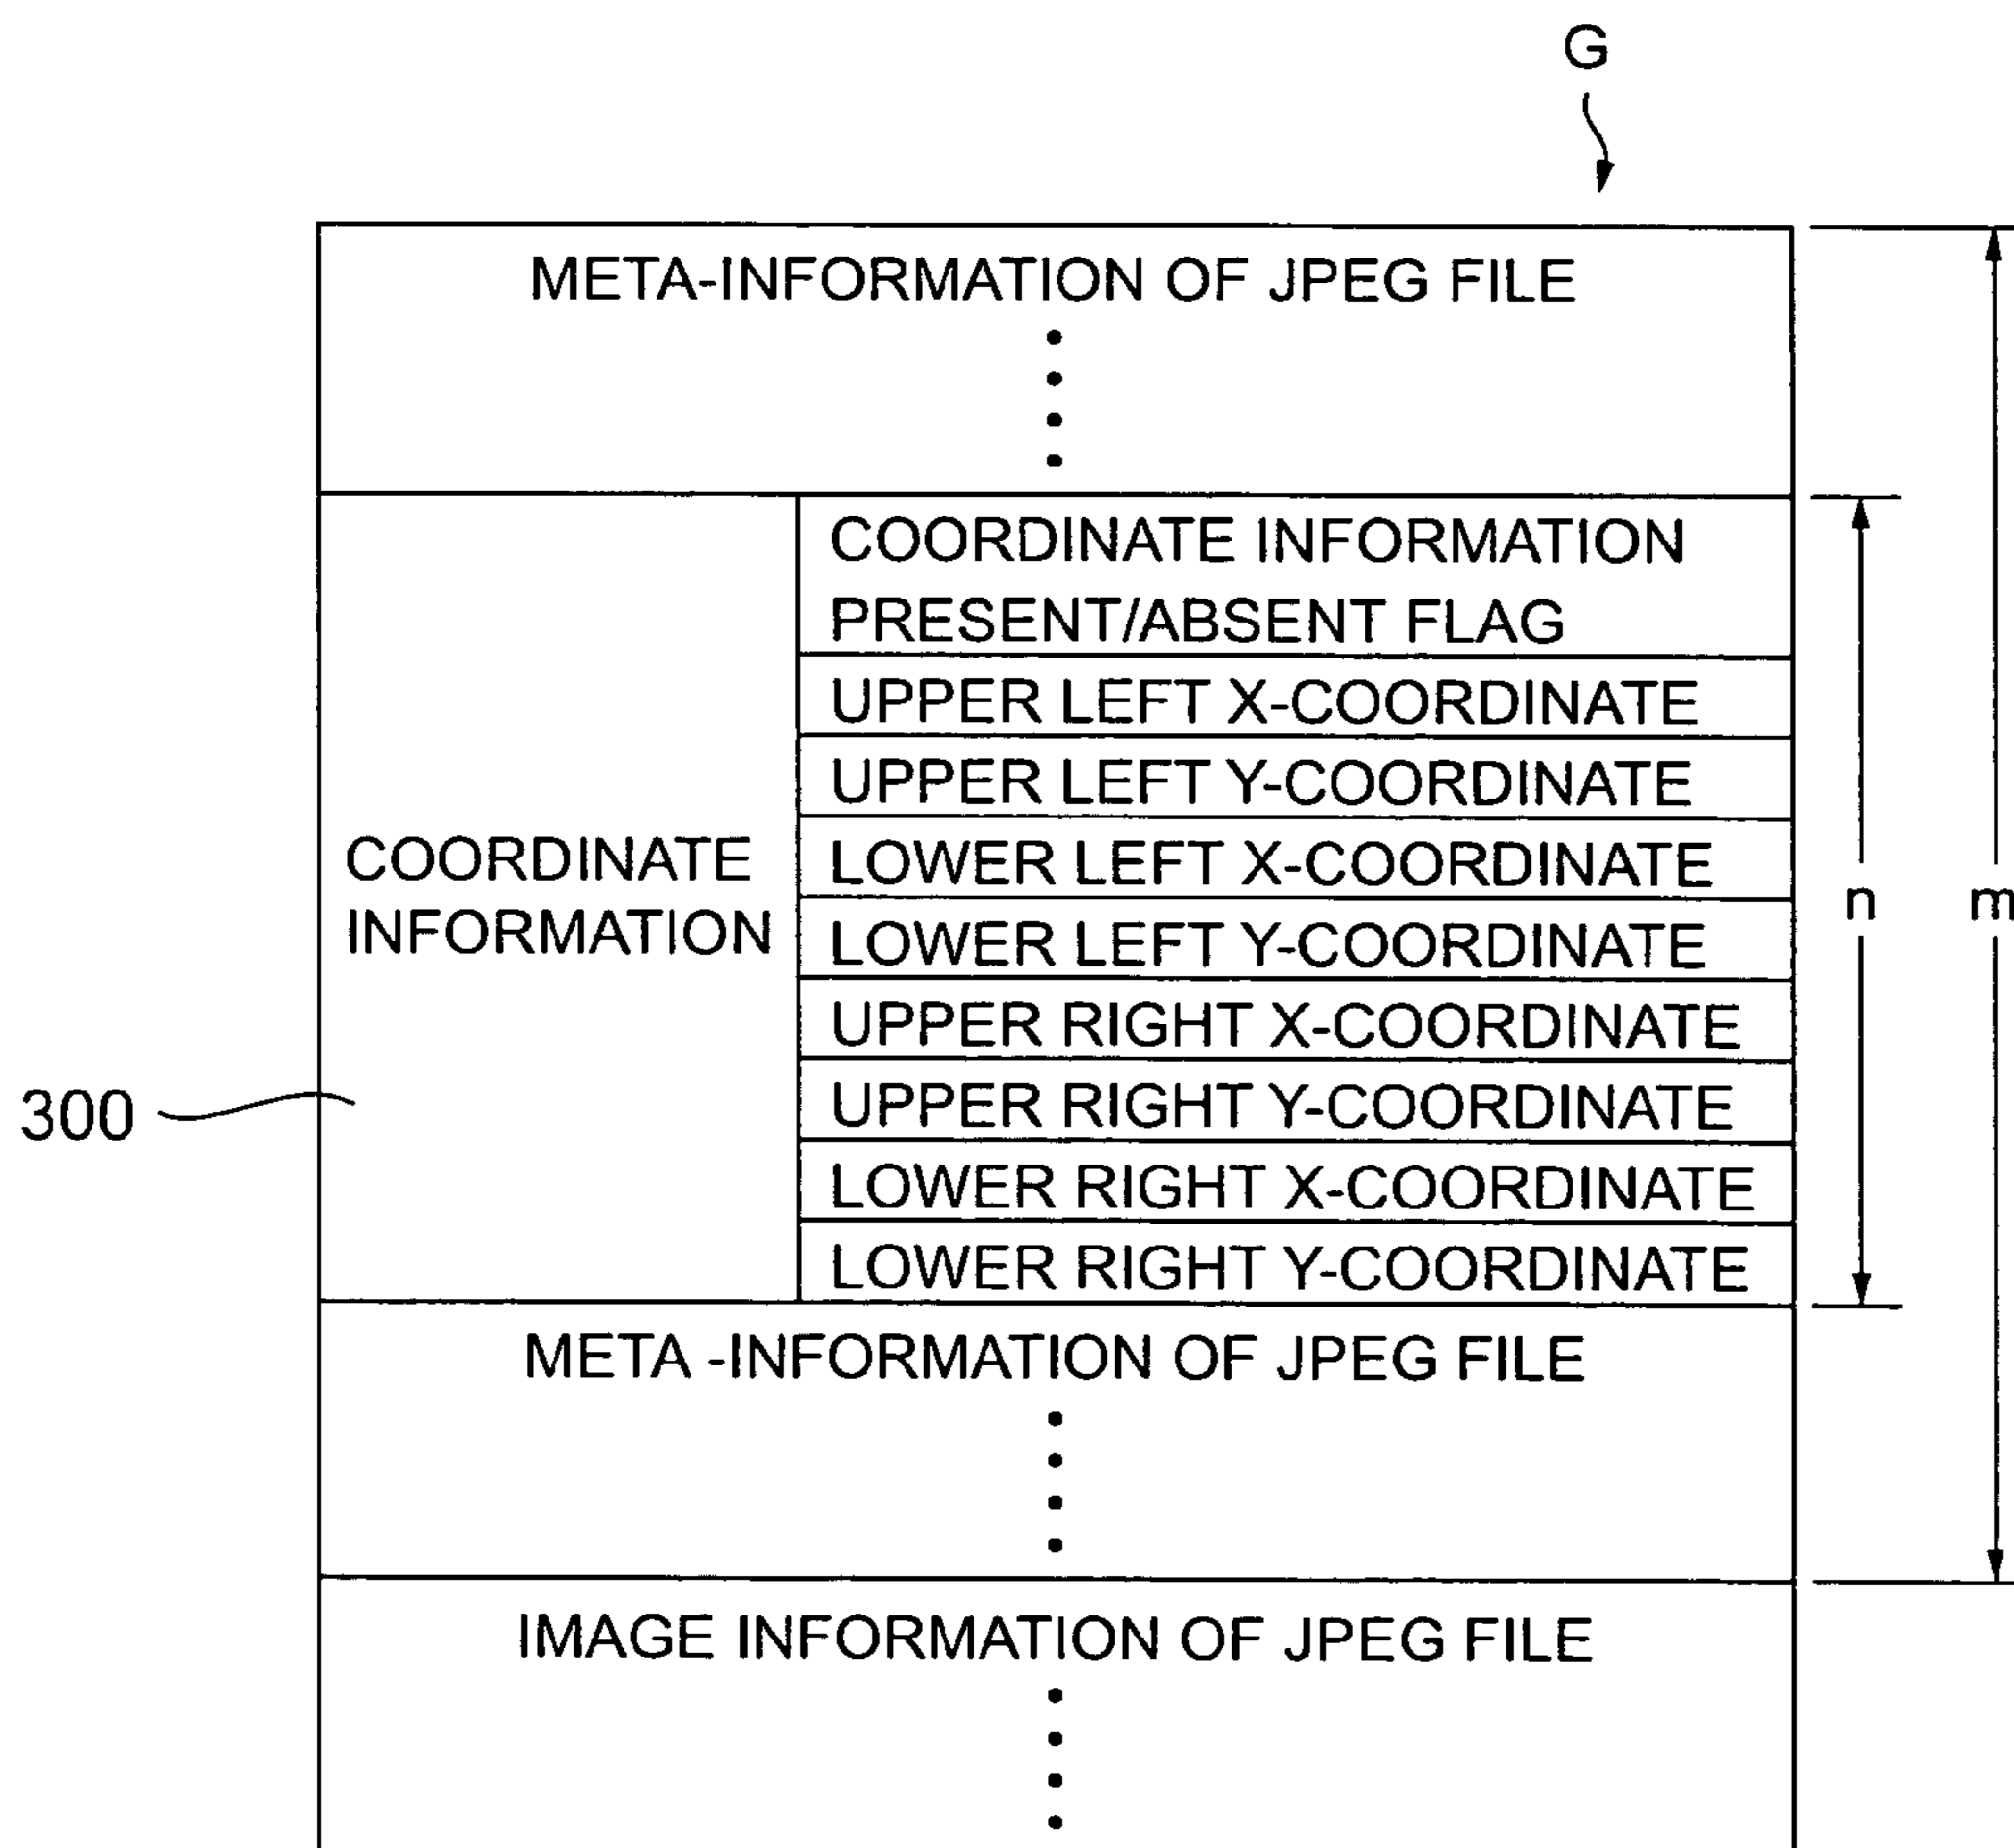 G
META-INFORMATION OF JPEG FILE
COORDINATE INFORMATION
PRESENT/ABSENT FLAG
UPPER LEFT X-COORDINATE
UPPER LEFT Y-COORDINATE
COORDINATE
INFORMATION
LOWER LEFT X-COORDINATE
LOWER LEFT Y-COORDINATE
n
m
UPPER RIGHT X-COORDINATE
300
UPPER RIGHT Y-COORDINATE
LOWER RIGHT X-COORDINATE
LOWER RIGHT Y-COORDINATE
META -INFORMATION OF JPEG FILE
IMAGE INFORMATION OF JPEG FILE